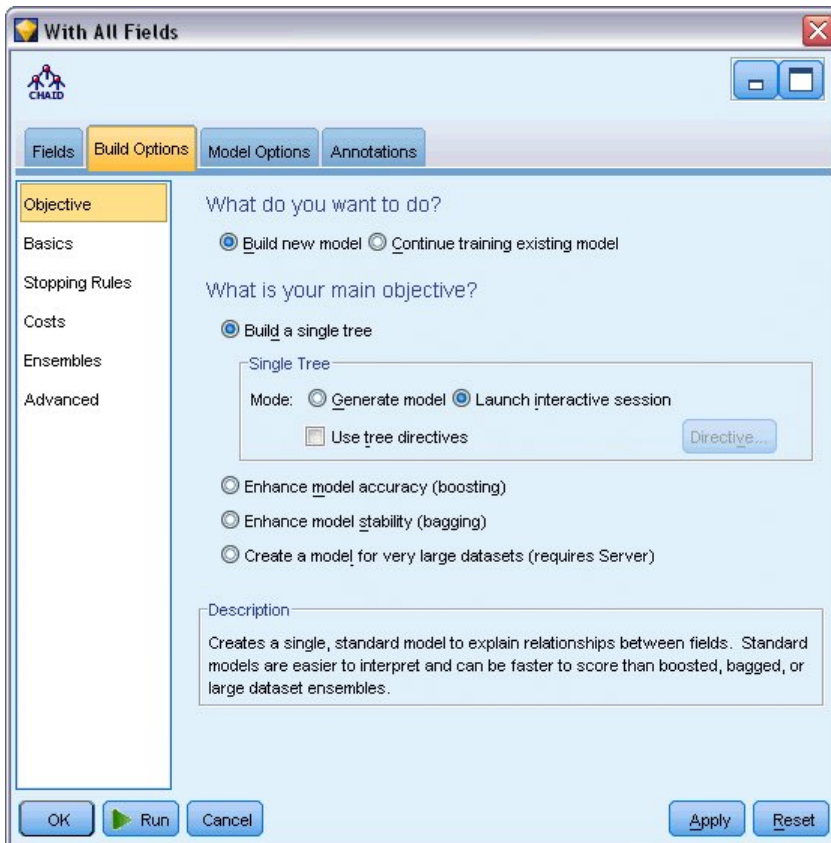 With All Fields
CHAID
Fields Build Options Model Options Annotations
Objective
Basics
Stopping Rules
Costs
Ensembles
Advanced
What do you want to do?
Build new model Continue training existing model
What is your main objective?
Build a single tree
Single Tree
Mode: Generate model Launch interactive session
Use tree directives Directive...
Enhance model accuracy (boosting)
Enhance model stability (bagging)
Create a model for very large datasets (requires Server)
Description
Creates a single, standard model to explain relationships between fields. Standard
models are easier to interpret and can be faster to score than boosted, bagged, or
large dataset ensembles.
OK Run Cancel Apply Reset